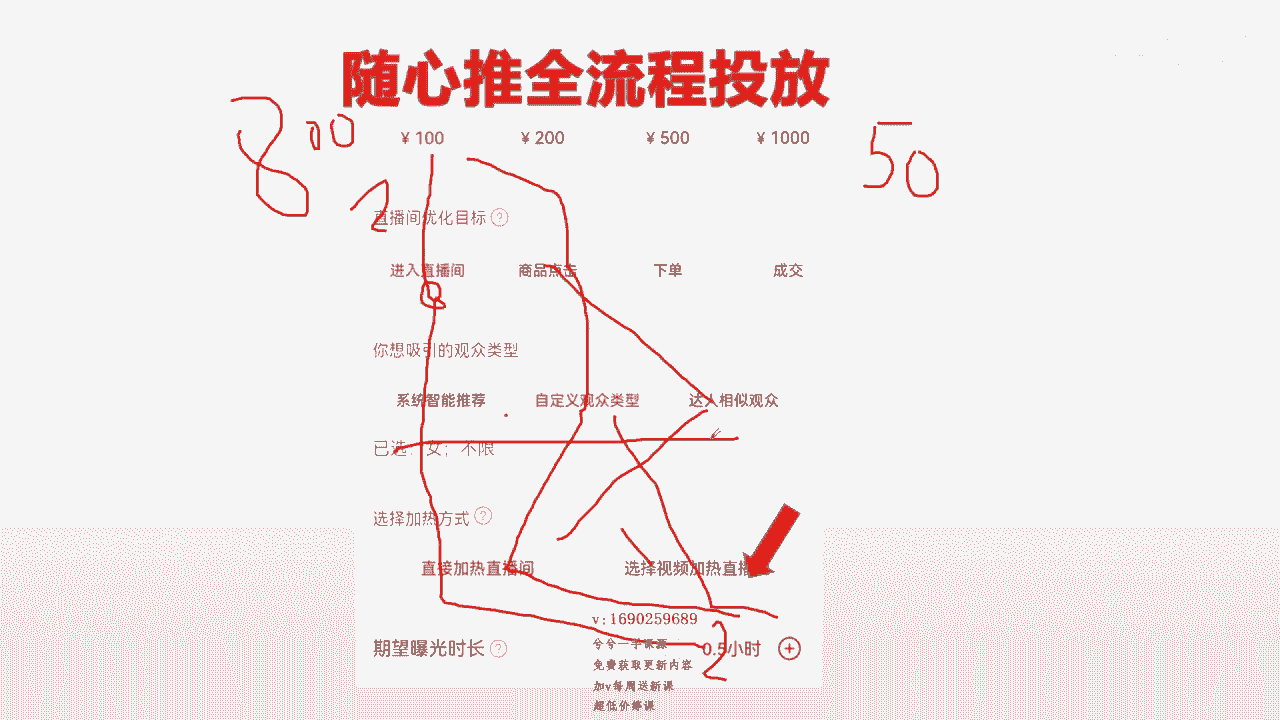 随心推全流程投放
800 ¥ 100 ¥ 200 ¥ 500 ¥ 1000 50
2
直播间优化目标 ?
进入直播间 商品点击 下单 成交
你想吸引的观众类型
系统智能推荐 自定义观众类型 达人相似观众
已选：女；不限
选择加热方式 ?
直接加热直播间 选择视频加热直播
v:1690259689
期望曝光时长 ? 0.5小时 +
2
兮兮一手课源
免费获取更新内容
加v每周送新课
超低价爆课